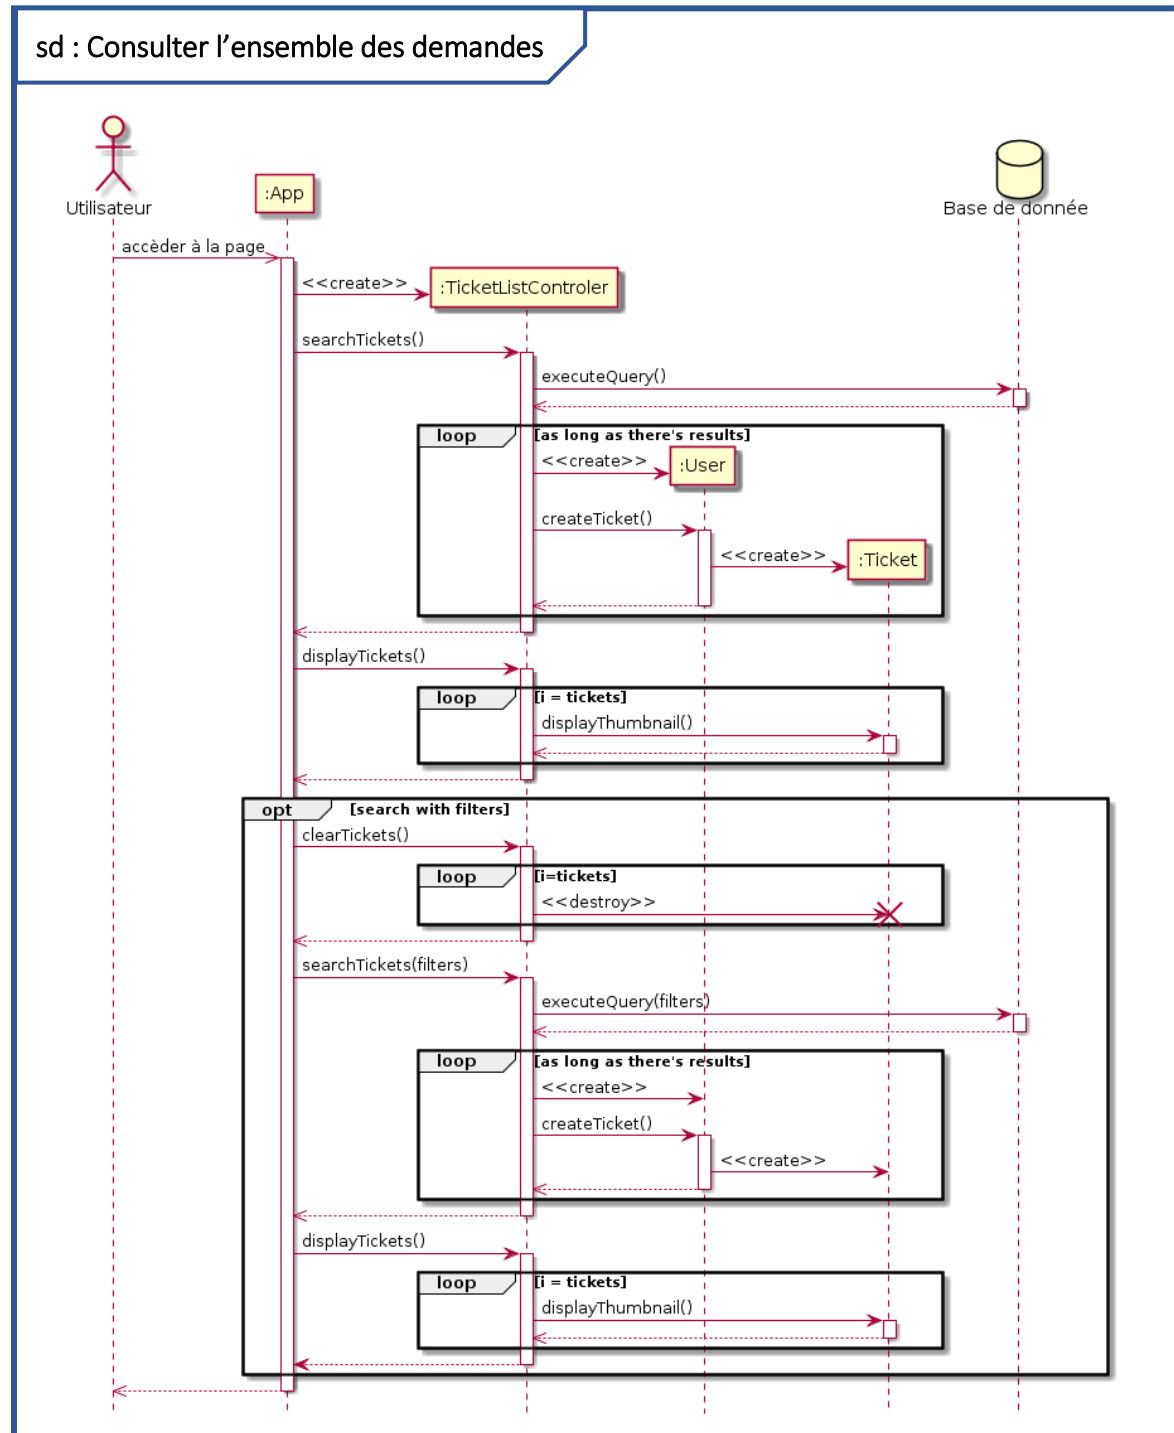 sd : Consulter l’ensemble des demandes
Utilisateur
:App
Base de donnée
accèder à la page
<<create>>
:TicketListControler
searchTickets()
executeQuery()
loop
[as long as there's results]
<<create>>
:User
createTicket()
<<create>>
:Ticket
displayTickets()
loop
[i = tickets]
displayThumbnail()
opt
[search with filters]
clearTickets()
loop
[i=tickets]
<<destroy>>
searchTickets(filters)
executeQuery(filters)
loop
[as long as there's results]
<<create>>
createTicket()
<<create>>
displayTickets()
loop
[i = tickets]
displayThumbnail()